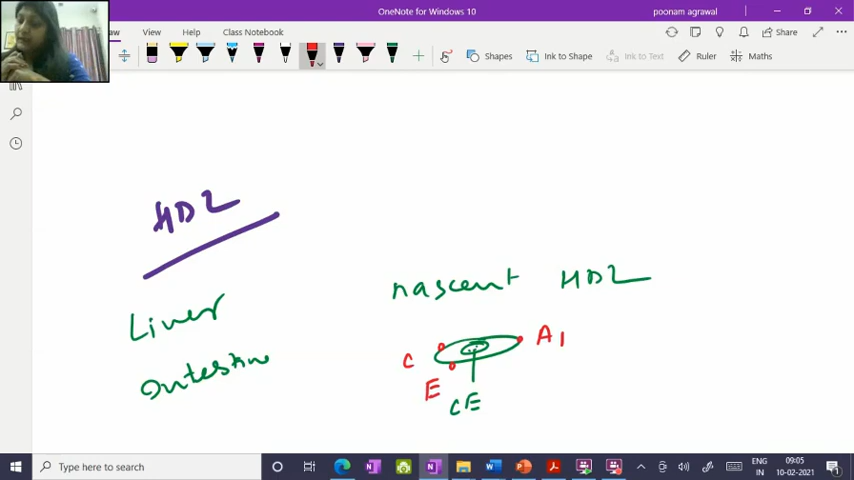 OneNote for Windows 10
poonam agrawal
aw
View
Help
Class Notebook
Share
Shapes
Ink to Shape
Ink to Text
Ruler
Maths
HDL
nascent HDL
Liver
Intestine
A1
C
E
CE
Type here to search
ENG
IN
09:05
10-02-2021
1